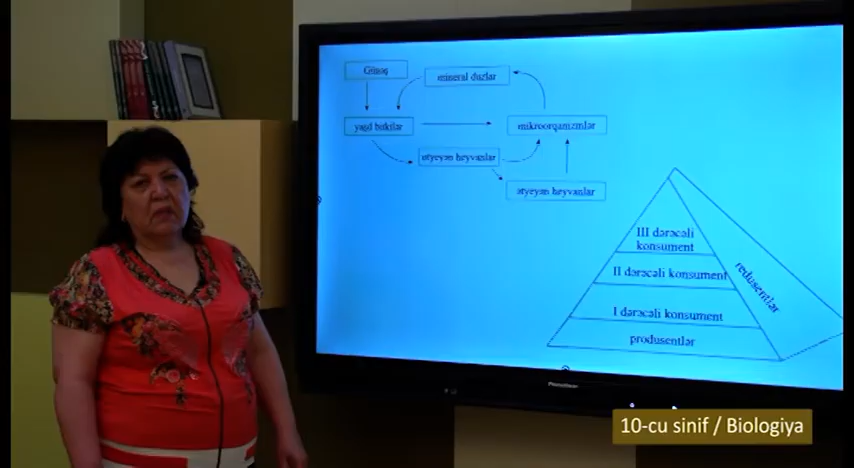 Günəş
mineral duzlar
yaşıl bitkilər
mikroorqanizmlər
otyeyən heyvanlar
ətyeyən heyvanlar
III dərəcəli
konsument
II dərəcəli konsument
I dərəcəli konsument
produsentlər
redusentlər
10-cu sinif / Biologiya